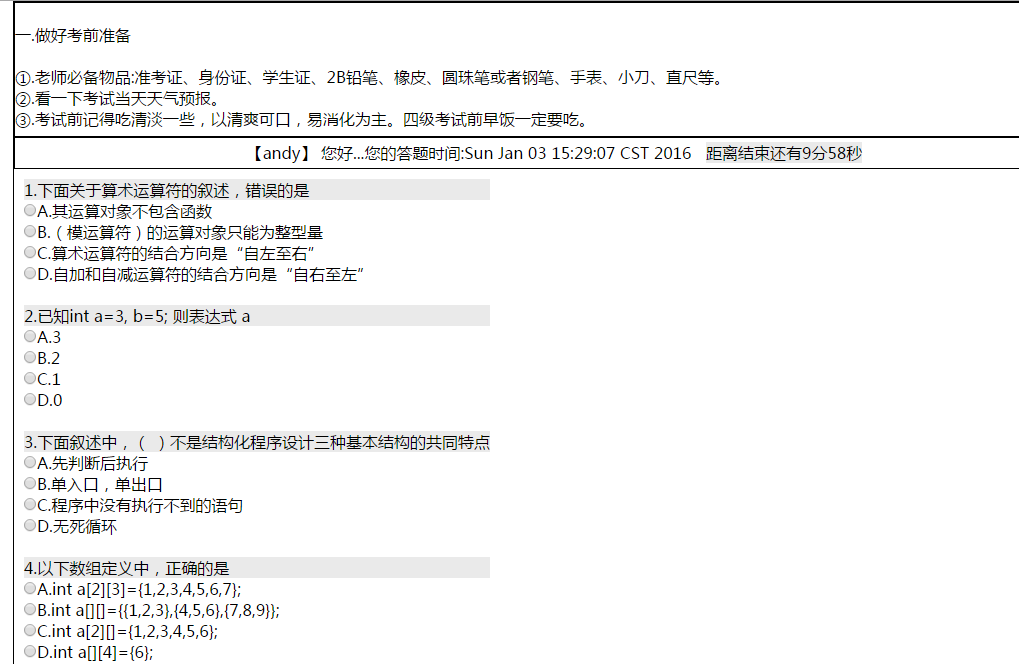 一.做好考前准备
①.老师必备物品:准考证、身份证、学生证、2B铅笔、橡皮、圆珠笔或者钢笔、手表、小刀、直尺等。
②.看一下考试当天天气预报。
③.考试前记得吃清淡一些，以清爽可口，易消化为主。四级考试前早饭一定要吃。
【andy】 您好...您的答题时间:Sun Jan 03 15:29:07 CST 2016 距离结束还有9分58秒
1.下面关于算术运算符的叙述，错误的是
A.其运算对象不包含函数
B.（模运算符）的运算对象只能为整型量
C.算术运算符的结合方向是“自左至右”
D.自加和自减运算符的结合方向是“自右至左”
2.已知int a=3, b=5; 则表达式 a
A.3
B.2
C.1
D.0
3.下面叙述中，（ ）不是结构化程序设计三种基本结构的共同特点
A.先判断后执行
B.单入口，单出口
C.程序中没有执行不到的语句
D.无死循环
4.以下数组定义中，正确的是
A.int a[2][3]={1,2,3,4,5,6,7};
B.int a[][]={{1,2,3},{4,5,6},{7,8,9}};
C.int a[2][]={1,2,3,4,5,6};
D.int a[][4]={6};